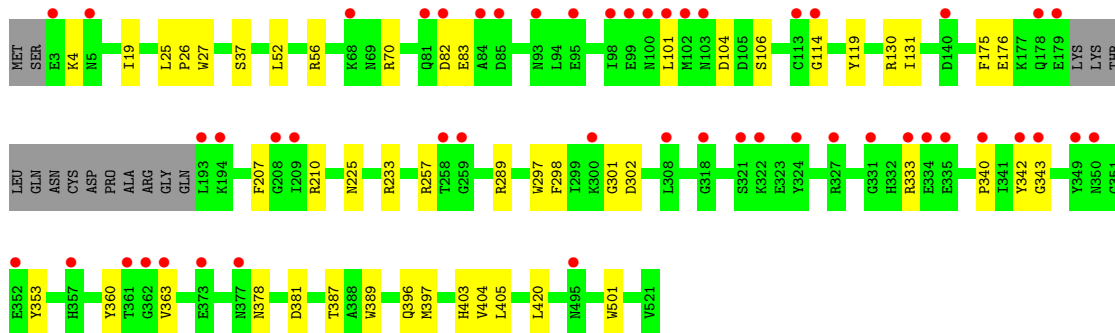 MET SER E3 K4 N5 I19 L25 P26 W27 S37 L52 R56 K68 N69 R70 Q81 D82 E83 A84 D85 N93 L94 E95 I98 E99 N100 L101 M102 N103 D104 D105 S106 C113 G114 Y119 R130 I131 D140 F175 E176 K177 Q178 E179 LYS LYS THR
LEU GLN ASN CYS ASP PRO ALA ARG GLY GLN L193 K194 F207 G208 I209 R210 N225 R233 R257 T258 G259 R289 W297 F298 I299 K300 G301 D302 L308 G318 S321 K322 E323 Y324 R327 G331 H332 R333 E334 E335 P340 I341 Y342 G343 Y349 N350 G351
E352 Y353 H357 Y360 T361 G362 V363 E373 N377 N378 D381 T387 A388 W389 Q396 M397 H403 V404 L405 L420 N495 W501 V521